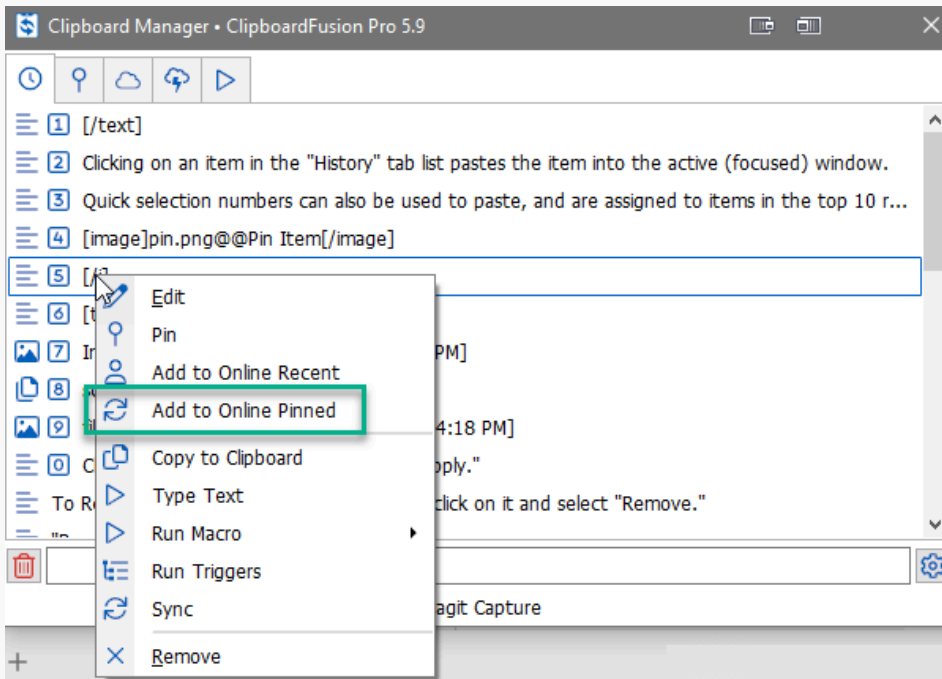 Clipboard Manager • ClipboardFusion Pro 5.9
1 [/text]
2 Clicking on an item in the "History" tab list pastes the item into the active (focused) window.
3 Quick selection numbers can also be used to paste, and are assigned to items in the top 10 r...
4 [image]pin.png@@Pin Item[/image]
5
6 [t
7 PM]
8
9 4:18 PM]
0 pply."
To click on it and select "Remove."
Edit
Pin
Add to Online Recent
Add to Online Pinned
Copy to Clipboard
Type Text
Run Macro
Run Triggers
Sync
Remove
agit Capture